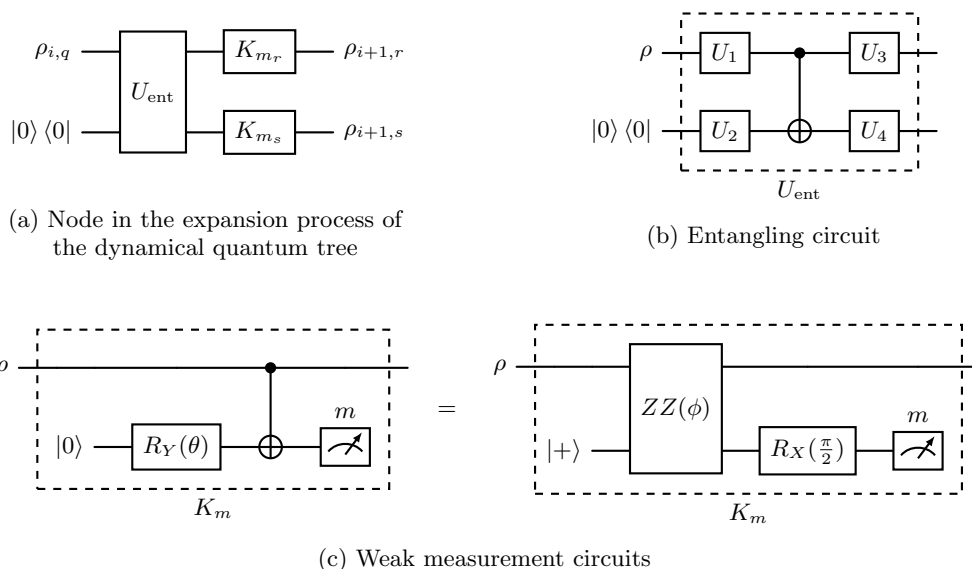 ρ_{i,q} K_{m_r} ρ_{i+1,r}
U_ent
|0⟩⟨0| K_{m_s} ρ_{i+1,s}
(a) Node in the expansion process of
the dynamical quantum tree
ρ U_1 U_3
|0⟩⟨0| U_2 U_4
U_ent
(b) Entangling circuit
ρ
m
|0⟩ R_Y(θ)
K_m
=
ρ
ZZ(ϕ)
m
|+⟩ R_X(π/2)
K_m
(c) Weak measurement circuits